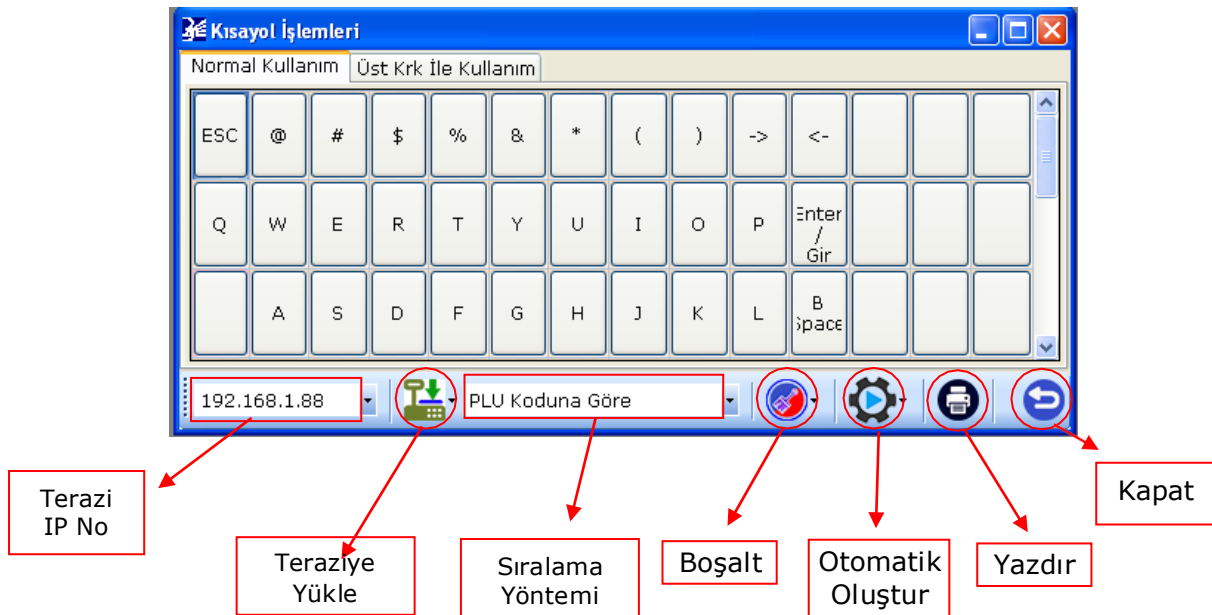 Kısayol İşlemleri
Normal Kullanım Üst Krk İle Kullanım
ESC @ # $ % & * ( ) -> <-
Q W E R T Y U I O P Enter / Gir
A S D F G H J K L B Space
192.168.1.88 PLU Koduna Göre
Terazi
IP No
Teraziye
Yükle
Sıralama
Yöntemi
Boşalt
Otomatik
Oluştur
Yazdır
Kapat